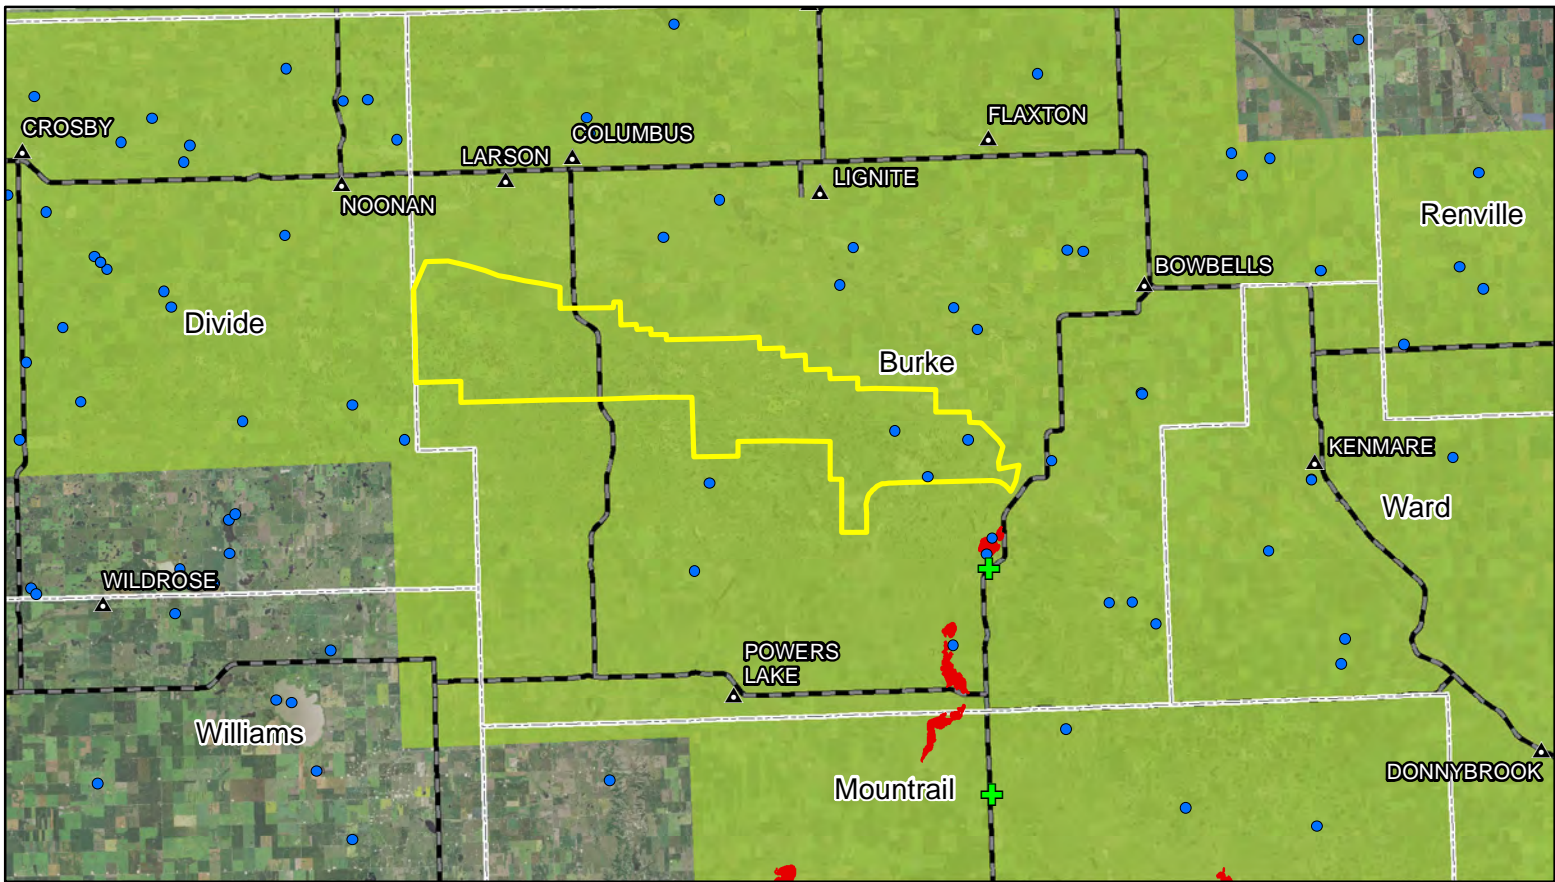 FLAXTON
CROSBY
COLUMBUS
LARSON
LIGNITE
NOONAN
Renville
BOWBELLS
Divide
Burke
KENMARE
Ward
WILDROSE
POWERS
LAKE
Williams
DONNYBROOK
Mountrail